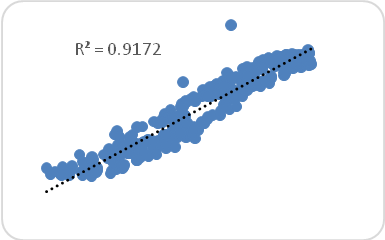 R² = 0.9172